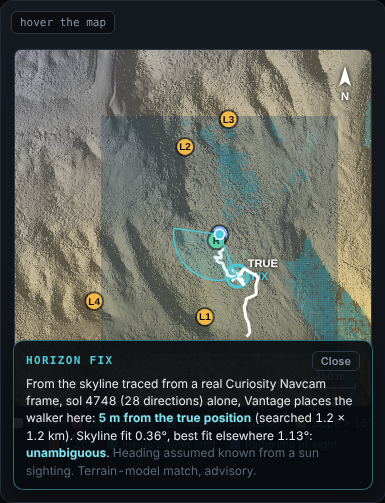 hover the map
N
L3
L2
R
TRUE
L4
L1
HORIZON FIX
Close
From the skyline traced from a real Curiosity Navcam
frame, sol 4748 (28 directions) alone, Vantage places the
walker here: 5 m from the true position (searched 1.2 ×
1.2 km). Skyline fit 0.36°, best fit elsewhere 1.13°:
unambiguous. Heading assumed known from a sun
sighting. Terrain-model match, advisory.